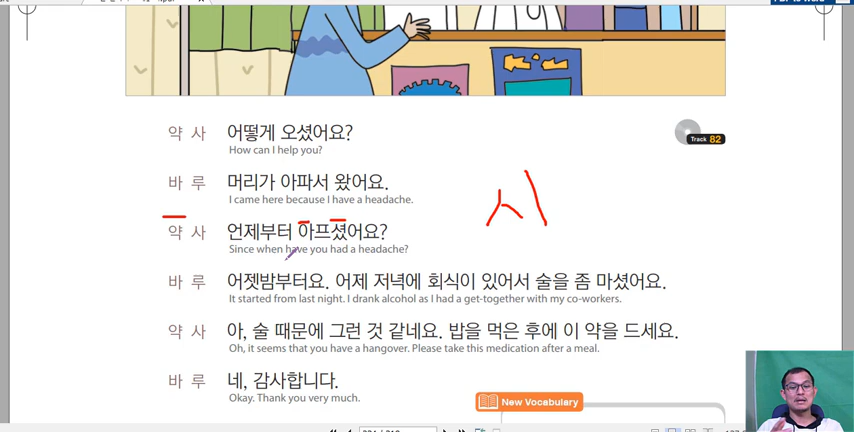 약 사 어떻게 오셨어요?
How can I help you?
Track 82
바 루 머리가 아파서 왔어요.
I came here because I have a headache.
시
약 사 언제부터 아프셨어요?
Since when have you had a headache?
바 루 어젯밤부터요. 어제 저녁에 회식이 있어서 술을 좀 마셨어요.
It started from last night. I drank alcohol as I had a get-together with my co-workers.
약 사 아, 술 때문에 그런 것 같네요. 밥을 먹은 후에 이 약을 드세요.
Oh, it seems that you have a hangover. Please take this medication after a meal.
바 루 네, 감사합니다.
Okay. Thank you very much.
New Vocabulary